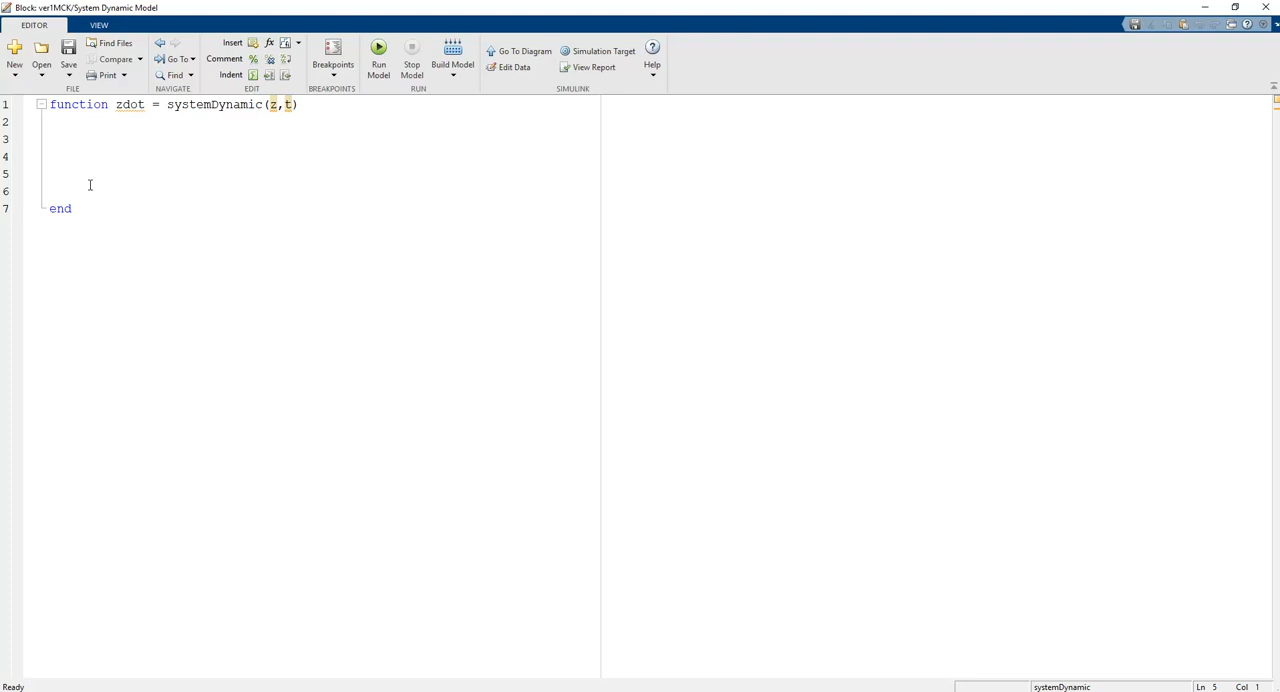 Block: ver1MCK/System Dynamic Model
EDITOR VIEW
New Open Save
Find Files
Compare
Print
FILE
Go To
Find
NAVIGATE
Insert
Comment
Indent
EDIT
Breakpoints
BREAKPOINTS
Run Model
Stop Model
Build Model
RUN
Go To Diagram
Edit Data
Simulation Target
View Report
SIMULINK
Help
1 function zdot = systemDynamic(z,t)
2
3
4
5
6
7 end
Ready systemDynamic Ln 5 Col 1